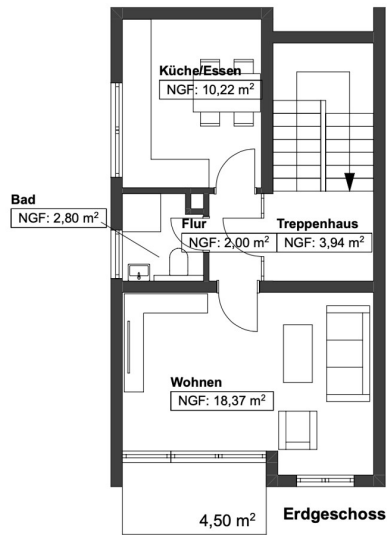 Küche/Essen
NGF: 10,22 m²
Bad
NGF: 2,80 m²
Flur
NGF: 2,00 m²
Treppenhaus
NGF: 3,94 m²
Wohnen
NGF: 18,37 m²
4,50 m²
Erdgeschoss